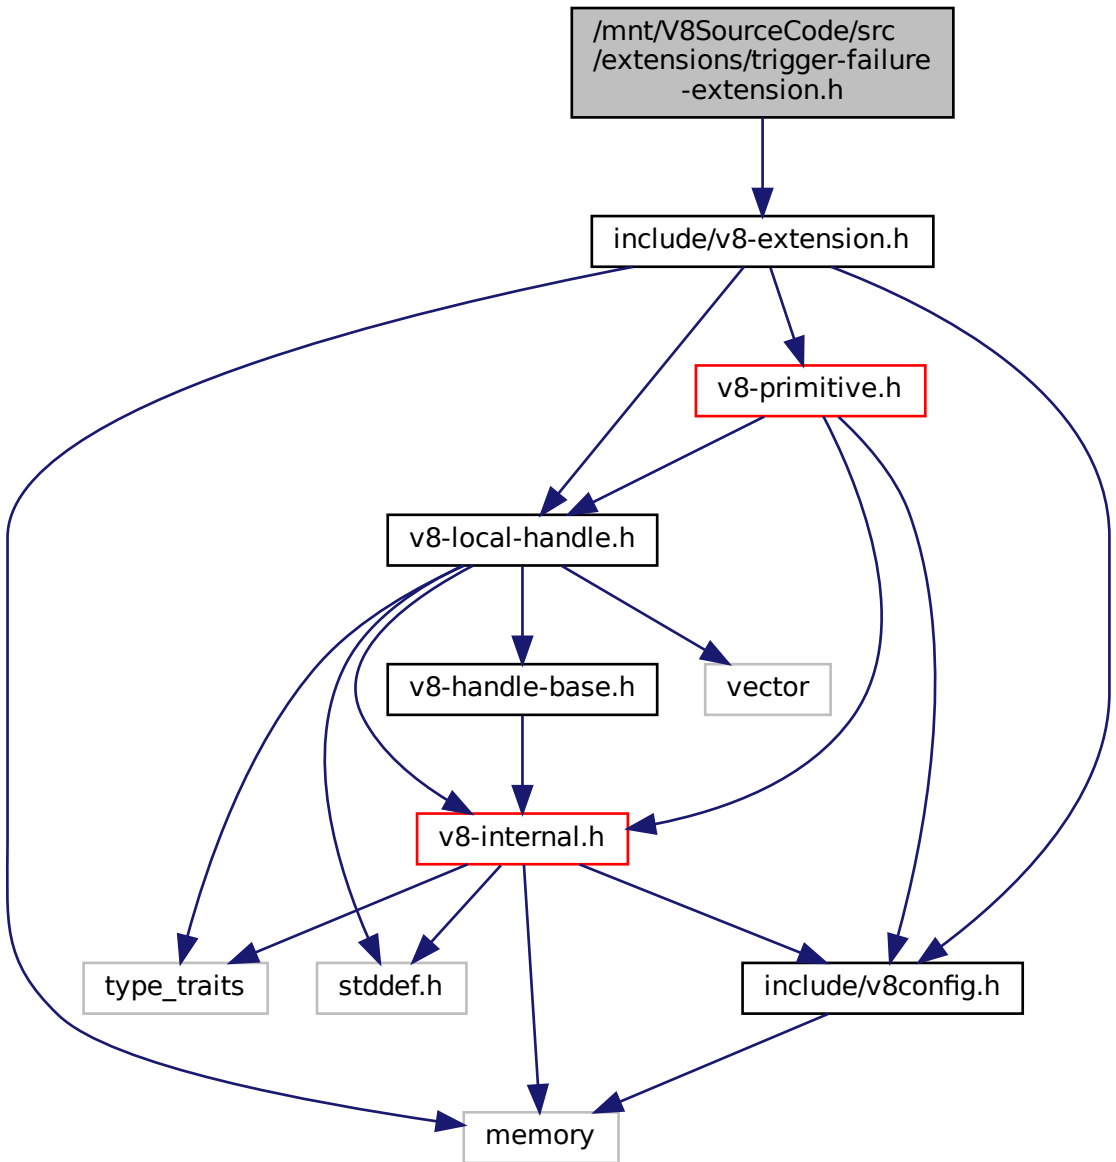 /mnt/V8SourceCode/src
/extensions/trigger-failure
-extension.h
include/v8-extension.h
v8-primitive.h
v8-local-handle.h
v8-handle-base.h
vector
v8-internal.h
type_traits
stddef.h
include/v8config.h
memory